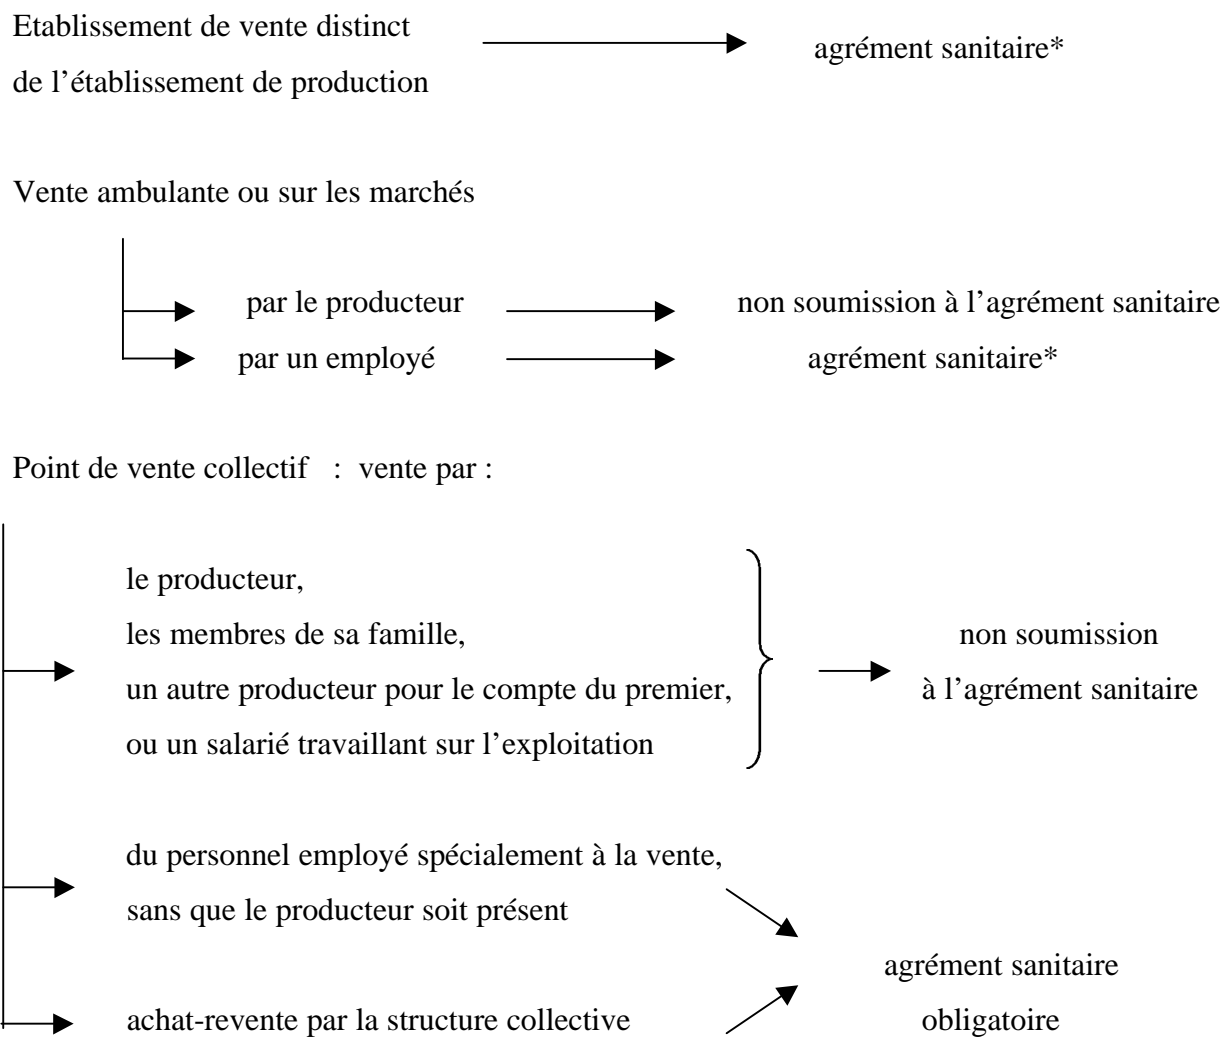 Etablissement de vente distinct
de l’établissement de production
agrément sanitaire*
Vente ambulante ou sur les marchés
par le producteur
non soumission à l’agrément sanitaire
par un employé
agrément sanitaire*
Point de vente collectif : vente par :
le producteur,
les membres de sa famille,
un autre producteur pour le compte du premier,
ou un salarié travaillant sur l’exploitation
non soumission
à l’agrément sanitaire
du personnel employé spécialement à la vente,
sans que le producteur soit présent
achat-revente par la structure collective
agrément sanitaire
obligatoire